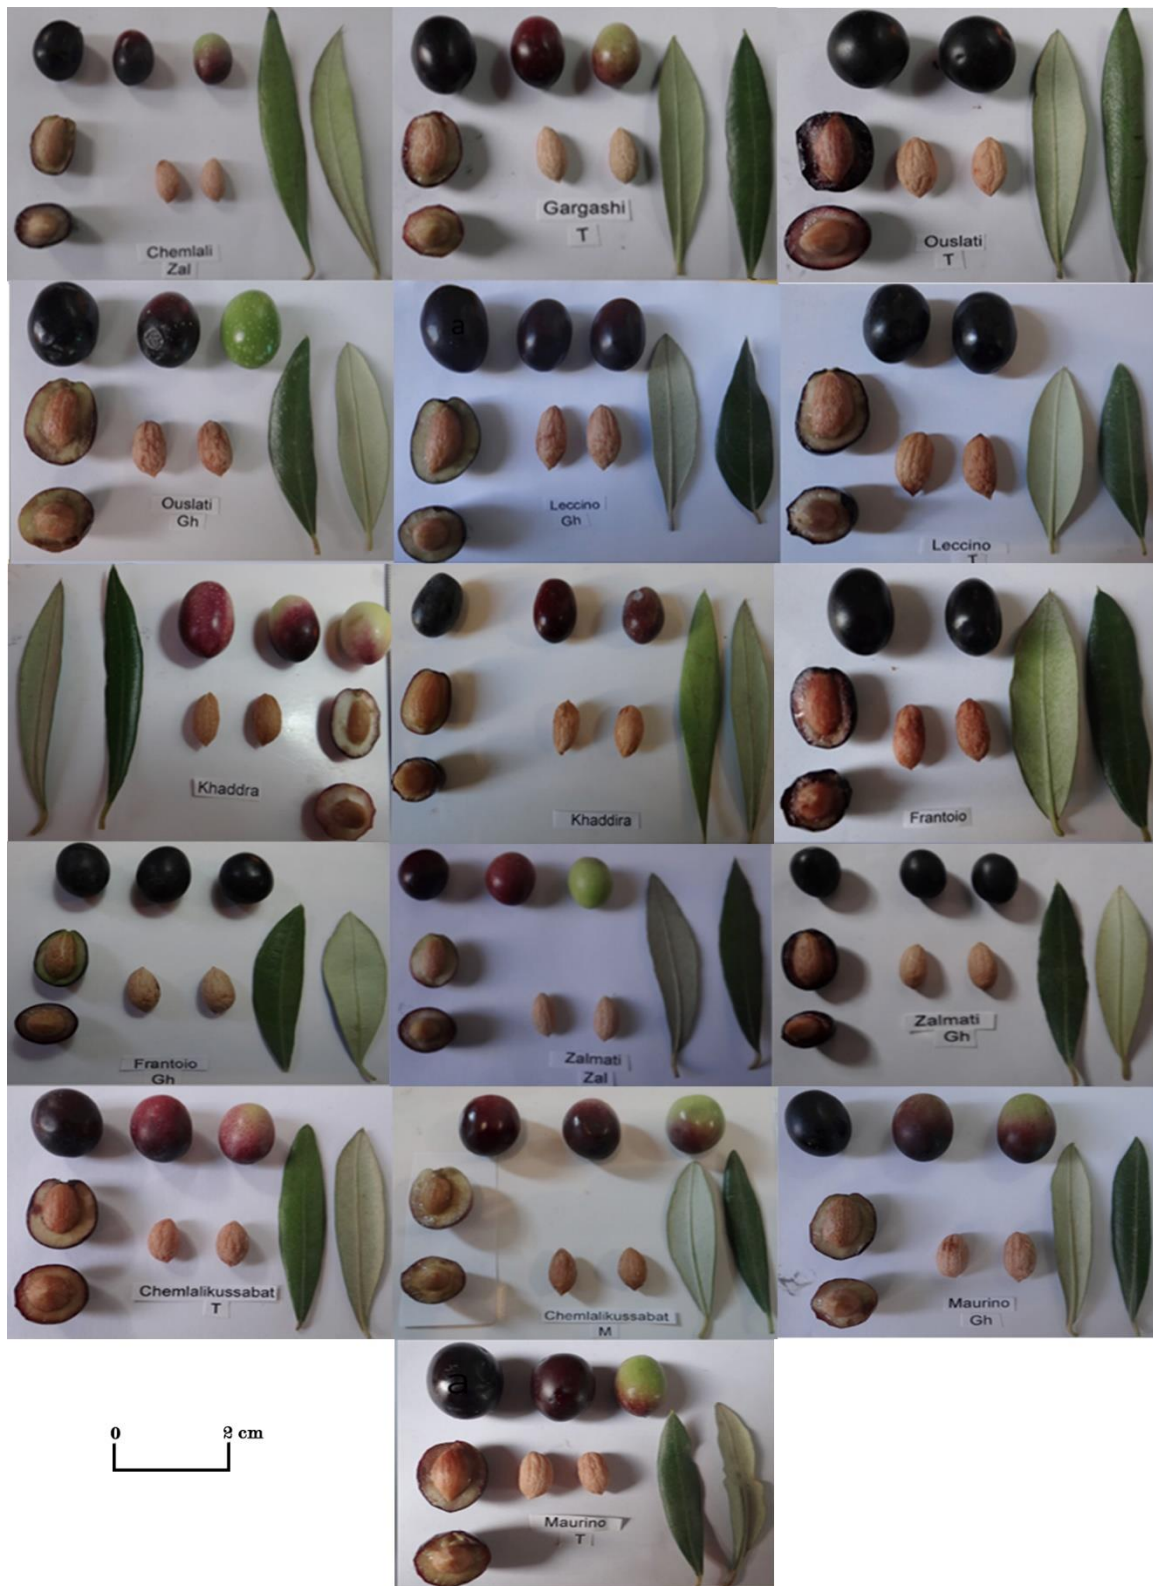 Chemlali
Zal
Gargashi
T
Ouslati
T
Ouslati
Gh
a
Leccino
Gh
Leccino
T
Khaddra
Khaddira
Frantoio
Frantoio
Gh
Zalmati
Zal
Zalmati
Gh
Chemlalikussabat
T
Chemlalikussabat
M
Maurino
Gh
a
Maurino
T
0 2 cm